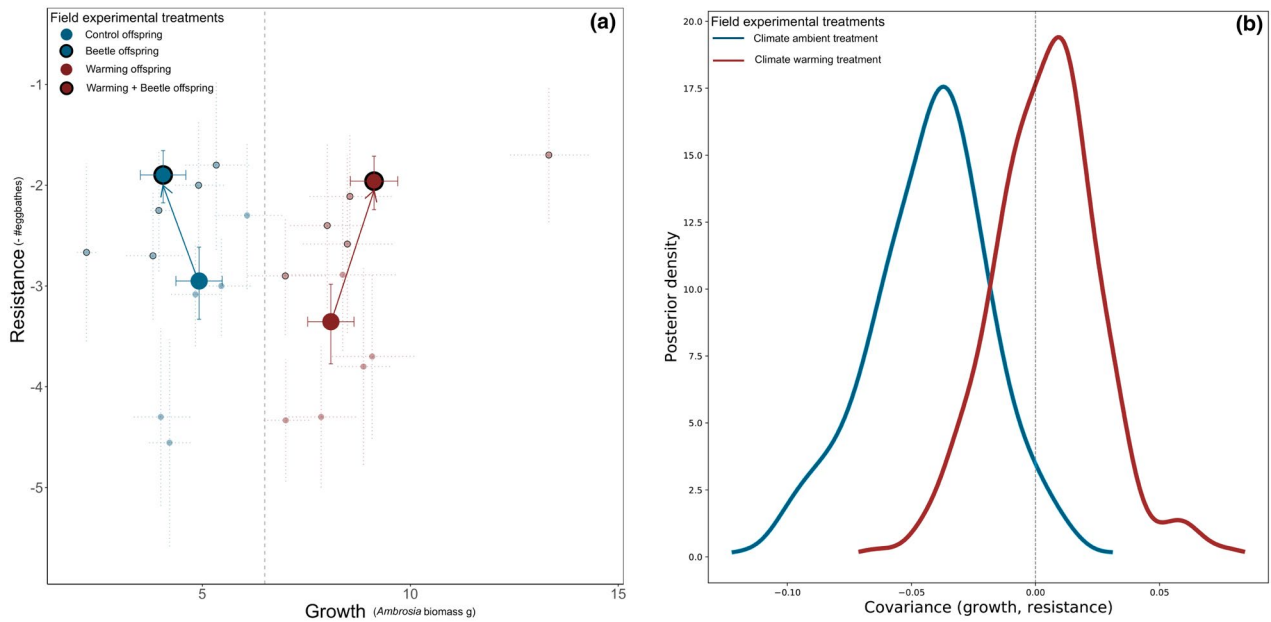 Field experimental treatments
(a)
Control offspring
Beetle offspring
Warming offspring
Warming + Beetle offspring
-1
-2
-3
-4
-5
Resistance (- #eggbathes)
5
10
15
Growth (Ambrosia biomass g)
Field experimental treatments
(b)
Climate ambient treatment
Climate warming treatment
20.0
17.5
15.0
12.5
10.0
7.5
5.0
2.5
0.0
Posterior density
−0.10
−0.05
0.00
0.05
Covariance (growth, resistance)